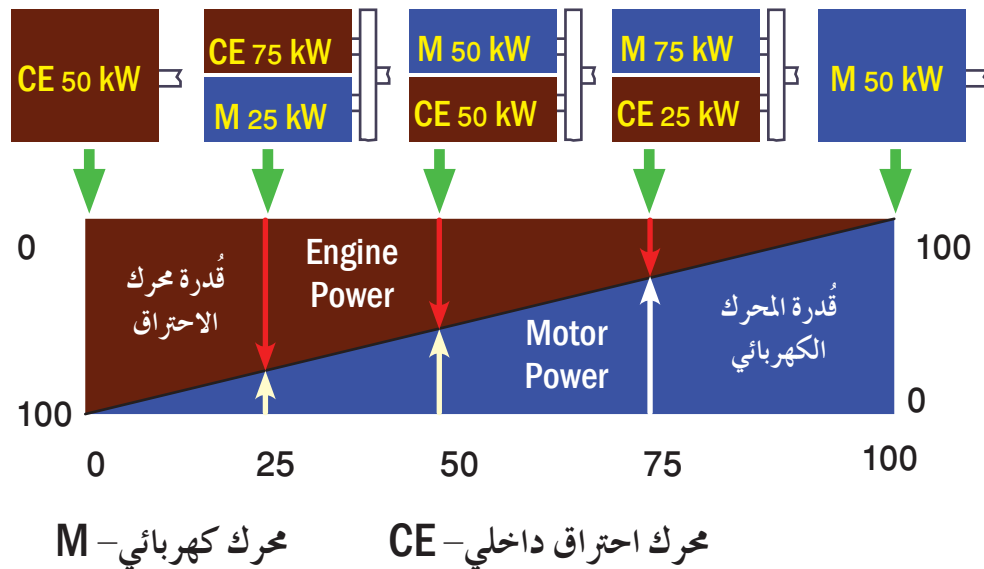 CE 50 kW
CE 75 kW
M 25 kW
M 50 kW
CE 50 kW
M 75 kW
CE 25 kW
M 50 kW
0
100
قُدرة محرك
الاحتراق
Engine
Power
Motor
Power
قُدرة المحرك
الكهربائي
100
0
0
25
50
75
100
M – محرك كهربائي
CE – محرك احتراق داخلي